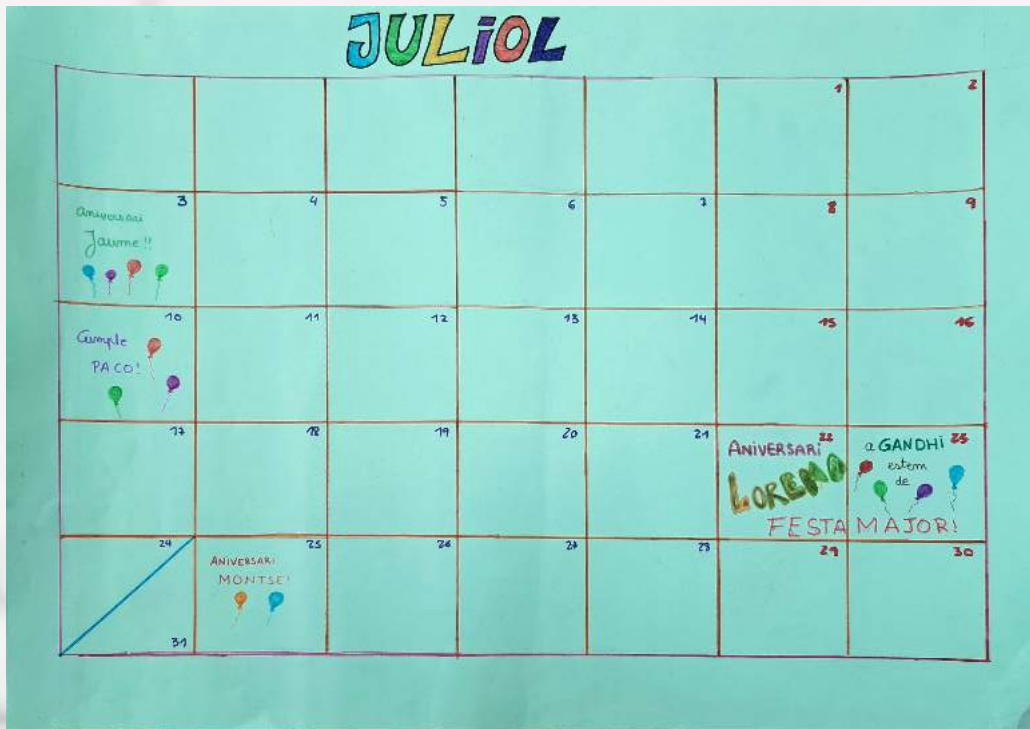 JULiOL
1 2
3 4 5 6 7 8 9
Aniversari
Jaume!!
10 11 12 13 14 15 16
Cumple
PACO!
17 18 19 20 21 22 23
ANIVERSARI
LORENA
a GANDHi
estem
de
FESTA MAJOR!
24 25 26 27 28 29 30
ANIVERSARI
MONTSE!
31